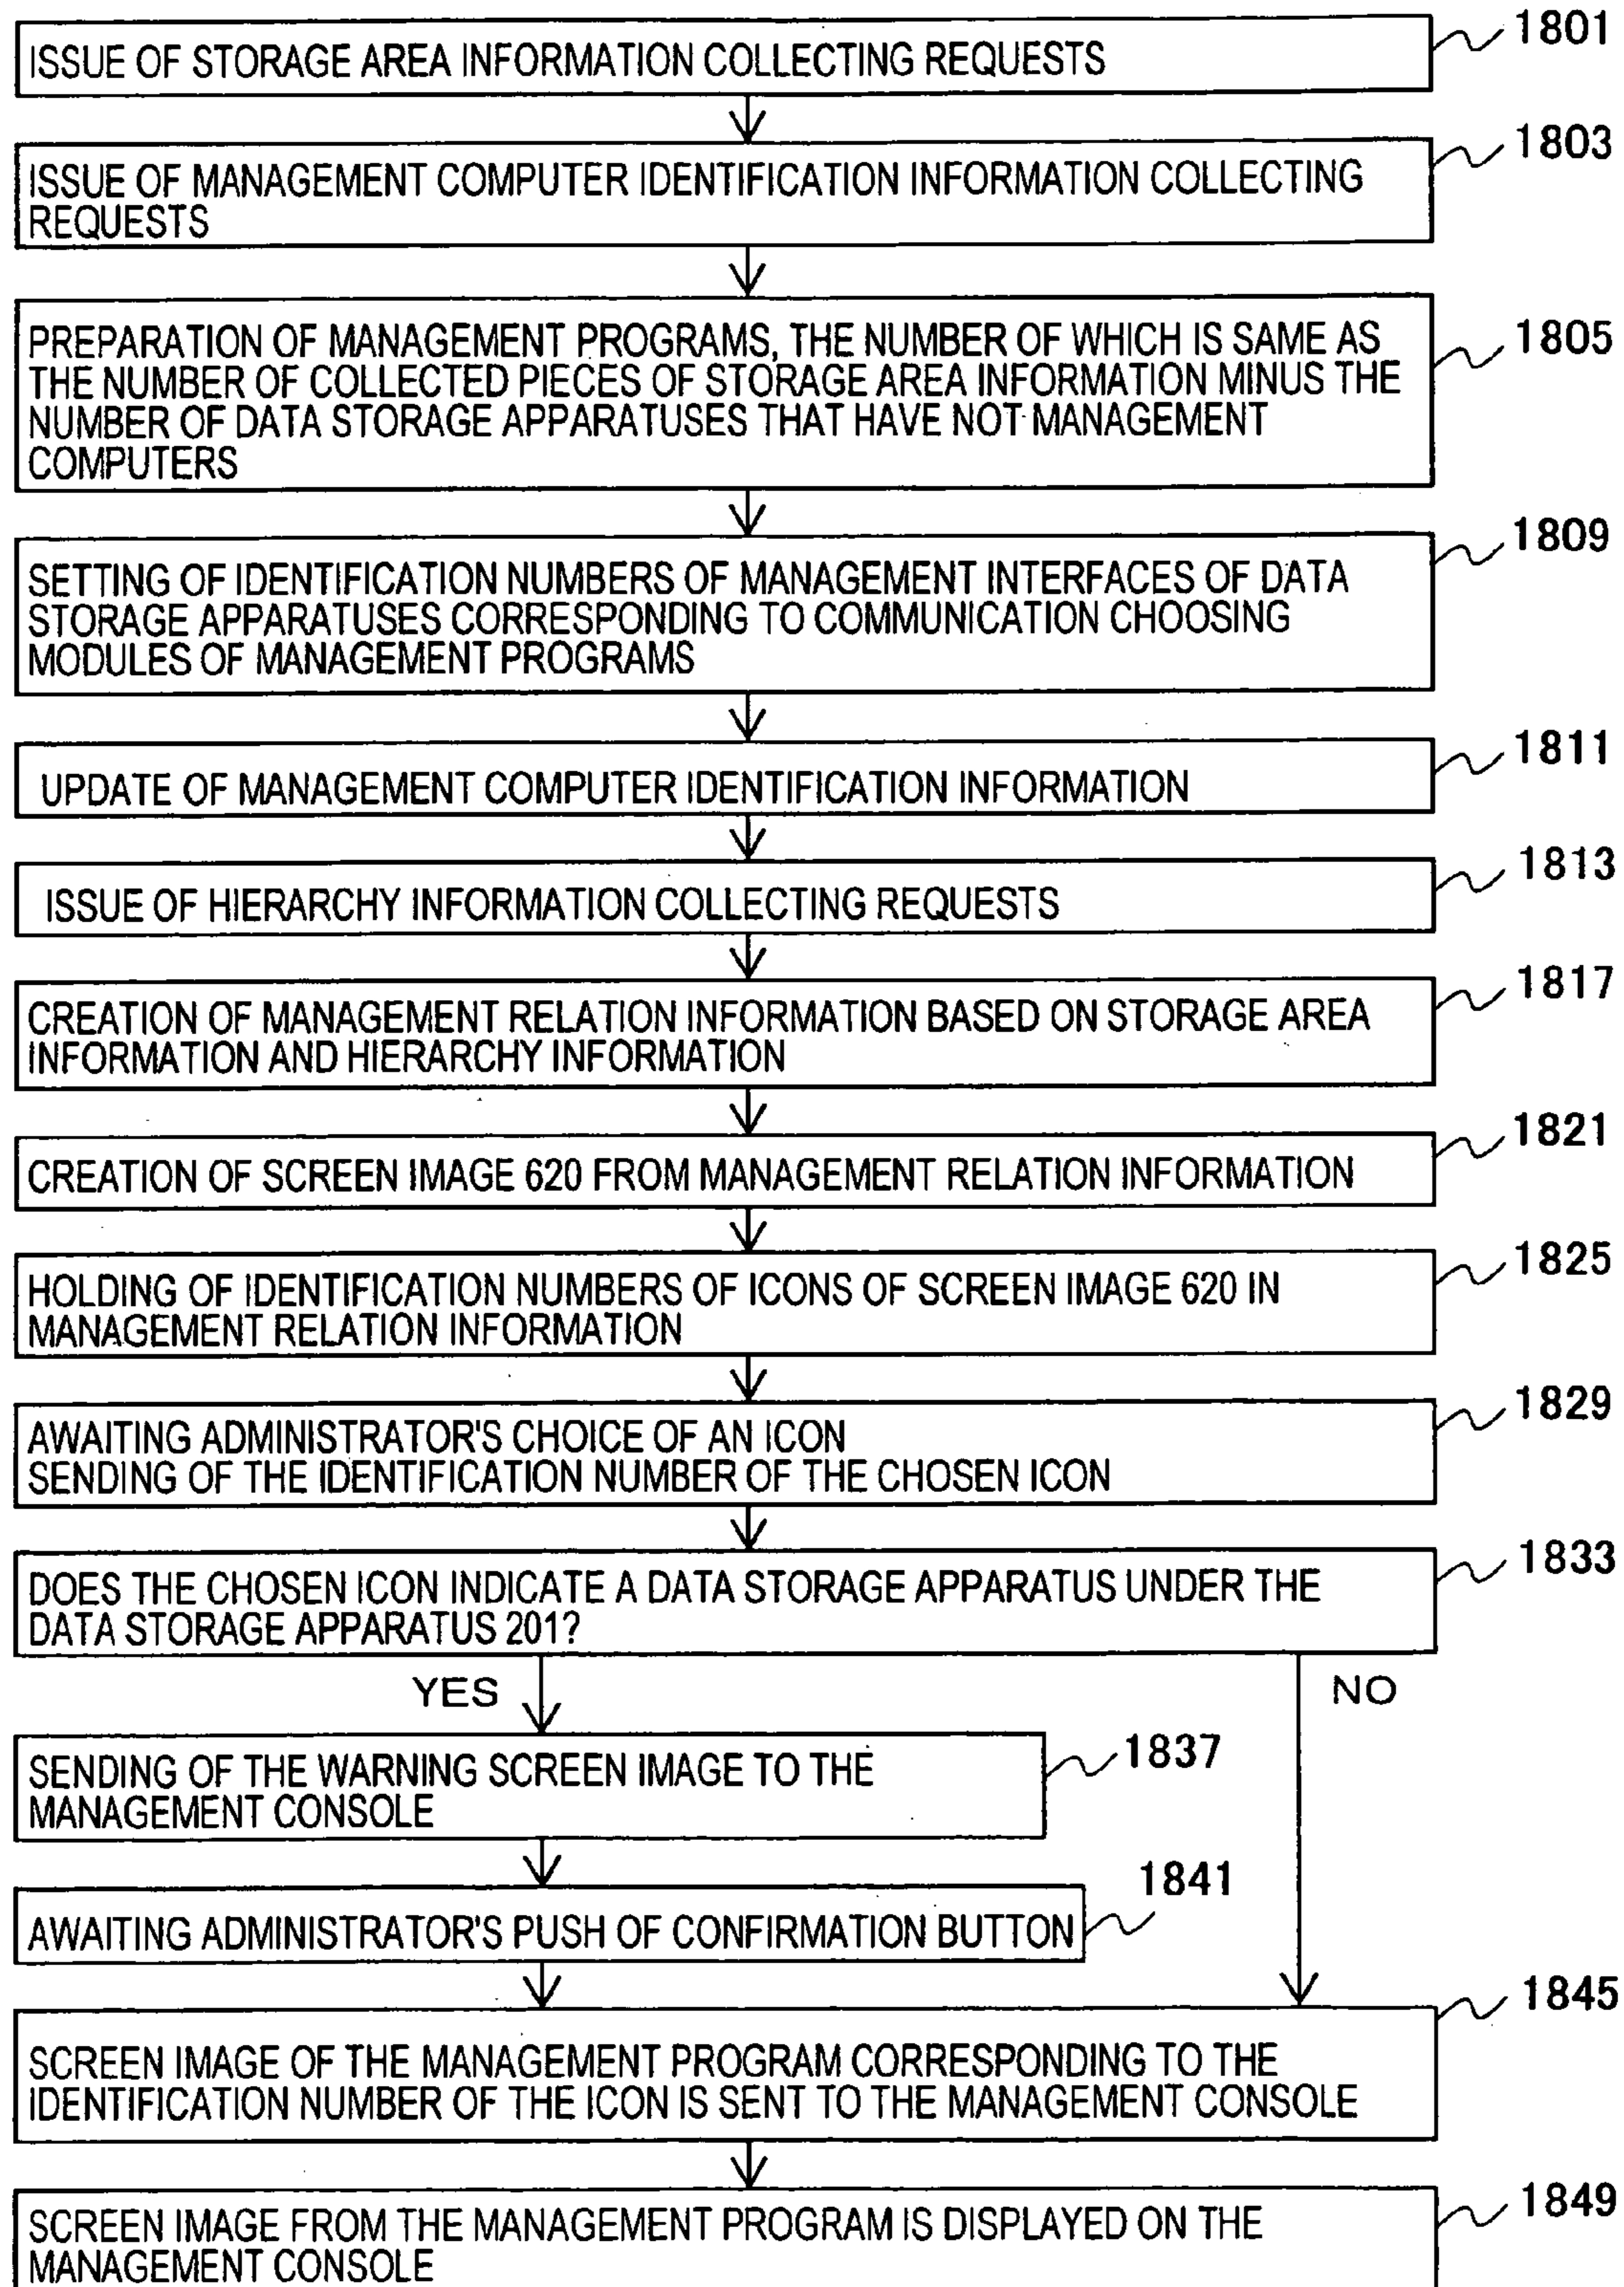 1801
ISSUE OF STORAGE AREA INFORMATION COLLECTING REQUESTS
1803
ISSUE OF MANAGEMENT COMPUTER IDENTIFICATION INFORMATION COLLECTING
REQUESTS
1805
PREPARATION OF MANAGEMENT PROGRAMS, THE NUMBER OF WHICH IS SAME AS
THE NUMBER OF COLLECTED PIECES OF STORAGE AREA INFORMATION MINUS THE
NUMBER OF DATA STORAGE APPARATUSES THAT HAVE NOT MANAGEMENT
COMPUTERS
1809
SETTING OF IDENTIFICATION NUMBERS OF MANAGEMENT INTERFACES OF DATA
STORAGE APPARATUSES CORRESPONDING TO COMMUNICATION CHOOSING
MODULES OF MANAGEMENT PROGRAMS
1811
UPDATE OF MANAGEMENT COMPUTER IDENTIFICATION INFORMATION
1813
ISSUE OF HIERARCHY INFORMATION COLLECTING REQUESTS
1817
CREATION OF MANAGEMENT RELATION INFORMATION BASED ON STORAGE AREA
INFORMATION AND HIERARCHY INFORMATION
1821
CREATION OF SCREEN IMAGE 620 FROM MANAGEMENT RELATION INFORMATION
1825
HOLDING OF IDENTIFICATION NUMBERS OF ICONS OF SCREEN IMAGE 620 IN
MANAGEMENT RELATION INFORMATION
1829
AWAITING ADMINISTRATOR'S CHOICE OF AN ICON
SENDING OF THE IDENTIFICATION NUMBER OF THE CHOSEN ICON
1833
DOES THE CHOSEN ICON INDICATE A DATA STORAGE APPARATUS UNDER THE
DATA STORAGE APPARATUS 201?
YES
NO
1837
SENDING OF THE WARNING SCREEN IMAGE TO THE
MANAGEMENT CONSOLE
1841
AWAITING ADMINISTRATOR'S PUSH OF CONFIRMATION BUTTON
1845
SCREEN IMAGE OF THE MANAGEMENT PROGRAM CORRESPONDING TO THE
IDENTIFICATION NUMBER OF THE ICON IS SENT TO THE MANAGEMENT CONSOLE
1849
SCREEN IMAGE FROM THE MANAGEMENT PROGRAM IS DISPLAYED ON THE
MANAGEMENT CONSOLE